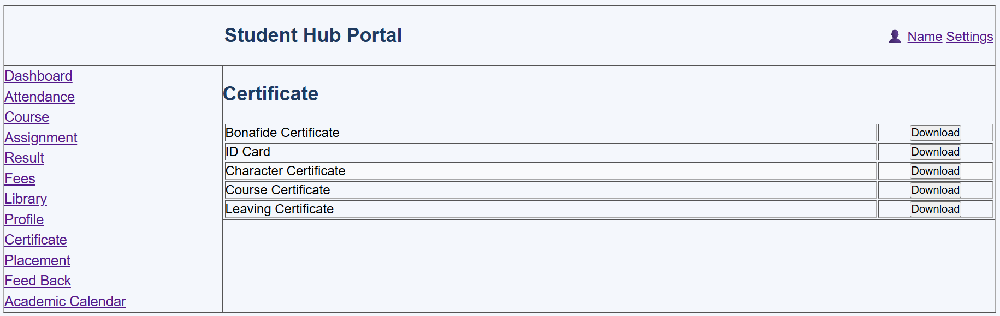 Student Hub Portal
Name Settings
Dashboard
Attendance
Course
Assignment
Result
Fees
Library
Profile
Certificate
Placement
Feed Back
Academic Calendar
Certificate
Bonafide Certificate Download
ID Card Download
Character Certificate Download
Course Certificate Download
Leaving Certificate Download